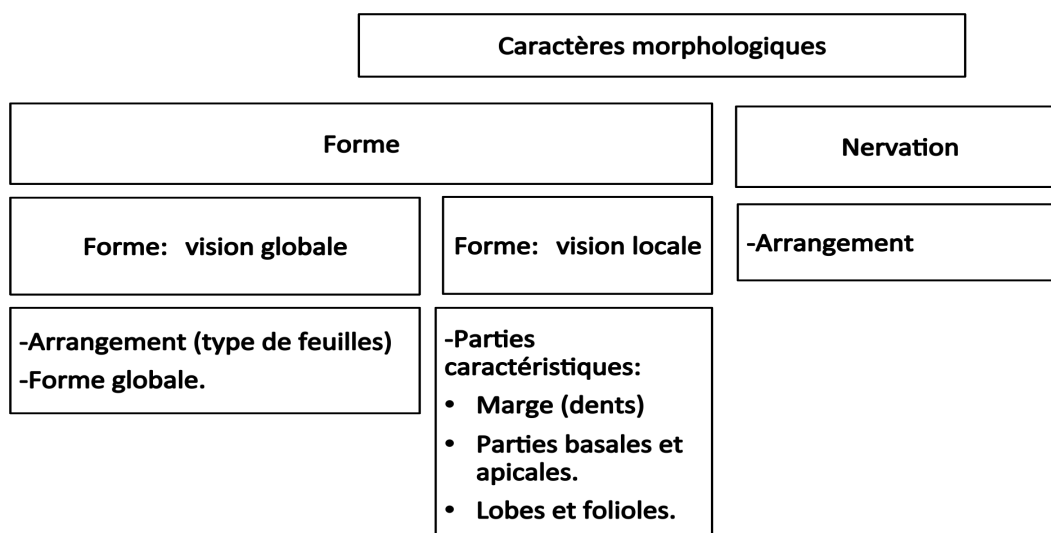 Caractères morphologiques
Forme
Nervation
Forme: vision globale
Forme: vision locale
-Arrangement
-Arrangement (type de feuilles)
-Forme globale.
-Parties
caractéristiques:
• Marge (dents)
• Parties basales et
apicales.
• Lobes et folioles.